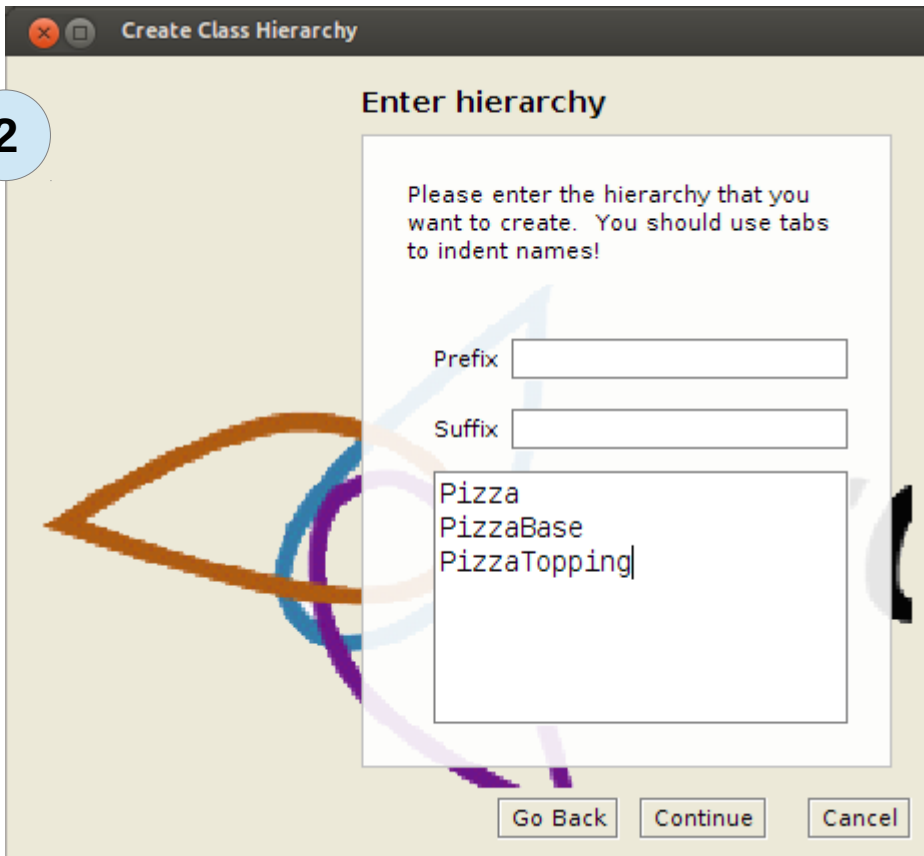 Create Class Hierarchy
2
Enter hierarchy
Please enter the hierarchy that you
want to create.  You should use tabs
to indent names!
Prefix
Suffix
Pizza
PizzaBase
PizzaTopping
Go Back
Continue
Cancel